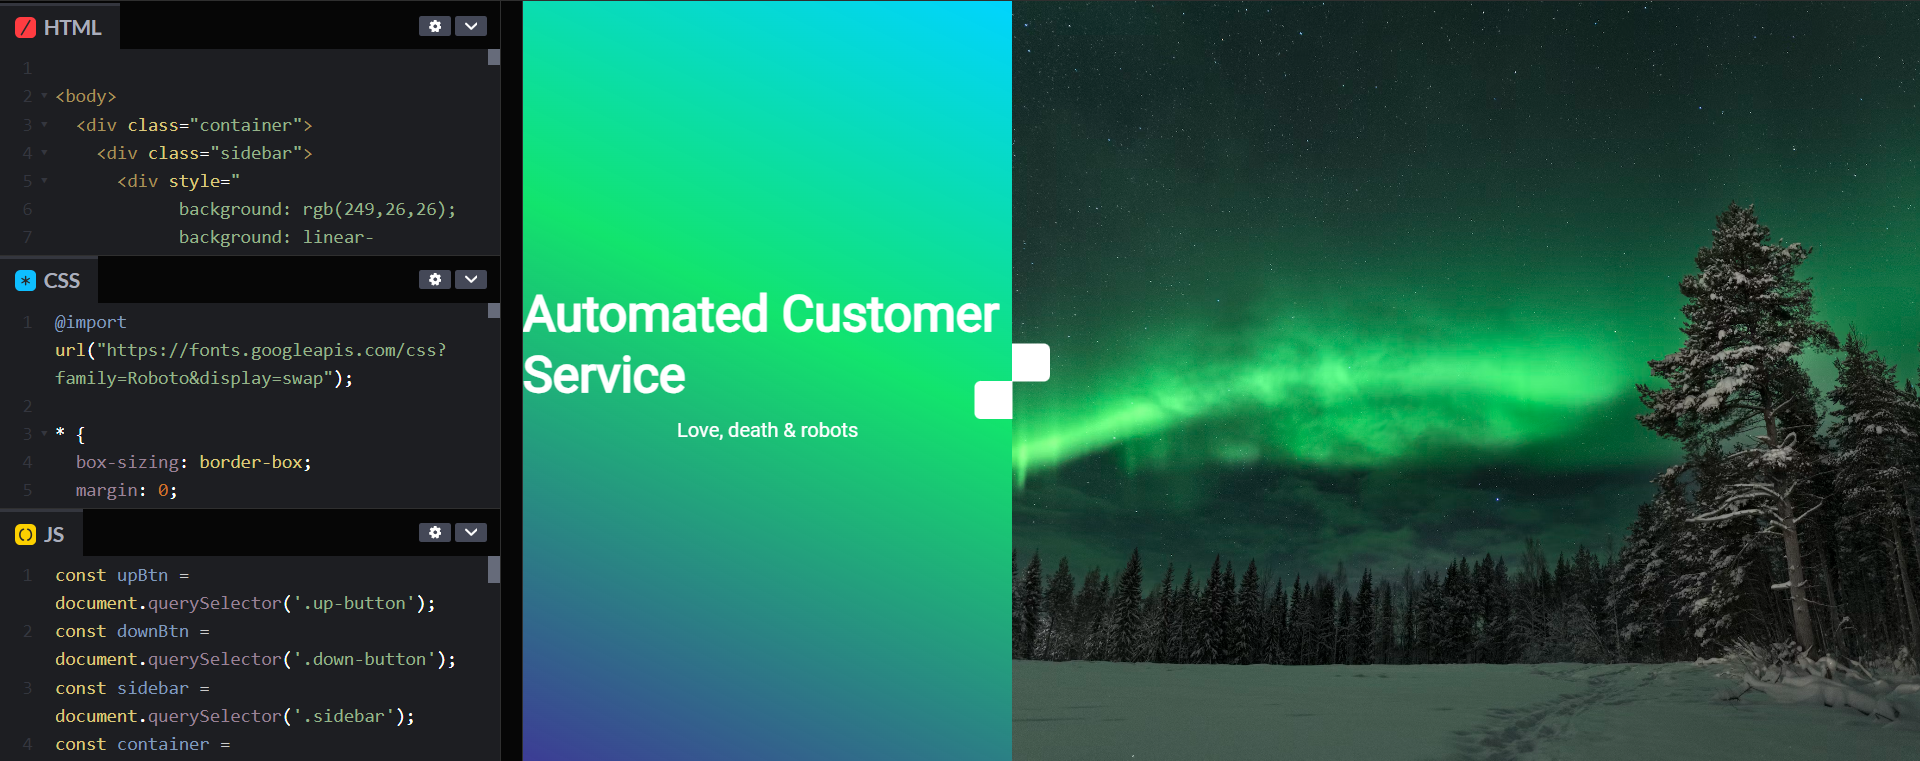 HTML
1
2 <body>
3 <div class="container">
4 <div class="sidebar">
5 <div style="
6 background: rgb(249,26,26);
7 background: linear-
CSS
1 @import
url("https://fonts.googleapis.com/css?
family=Roboto&display=swap");
2
3 * {
4 box-sizing: border-box;
5 margin: 0;
JS
1 const upBtn =
document.querySelector('.up-button');
2 const downBtn =
document.querySelector('.down-button');
3 const sidebar =
document.querySelector('.sidebar');
4 const container =
Automated Customer
Service
Love, death & robots